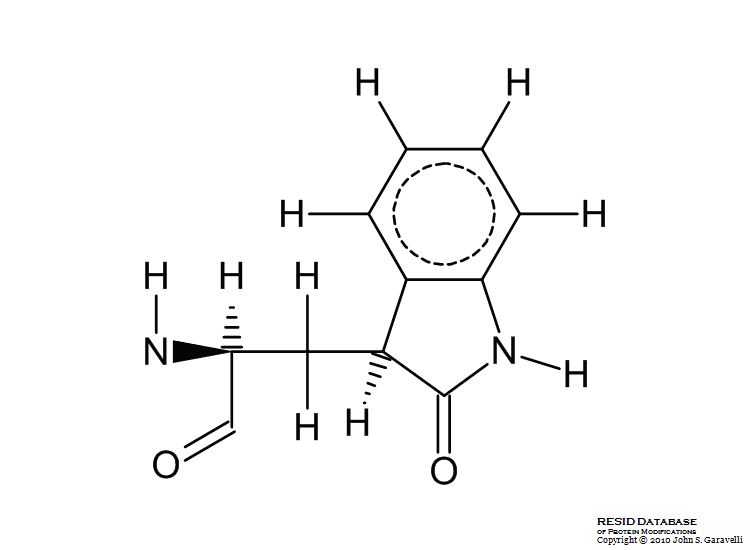 H H
H H
H H H
N N
H
H H
O O
RESID DATABASE
OF PROTEIN MODIFICATIONS
Copyright © 2010 John S. Garavelli